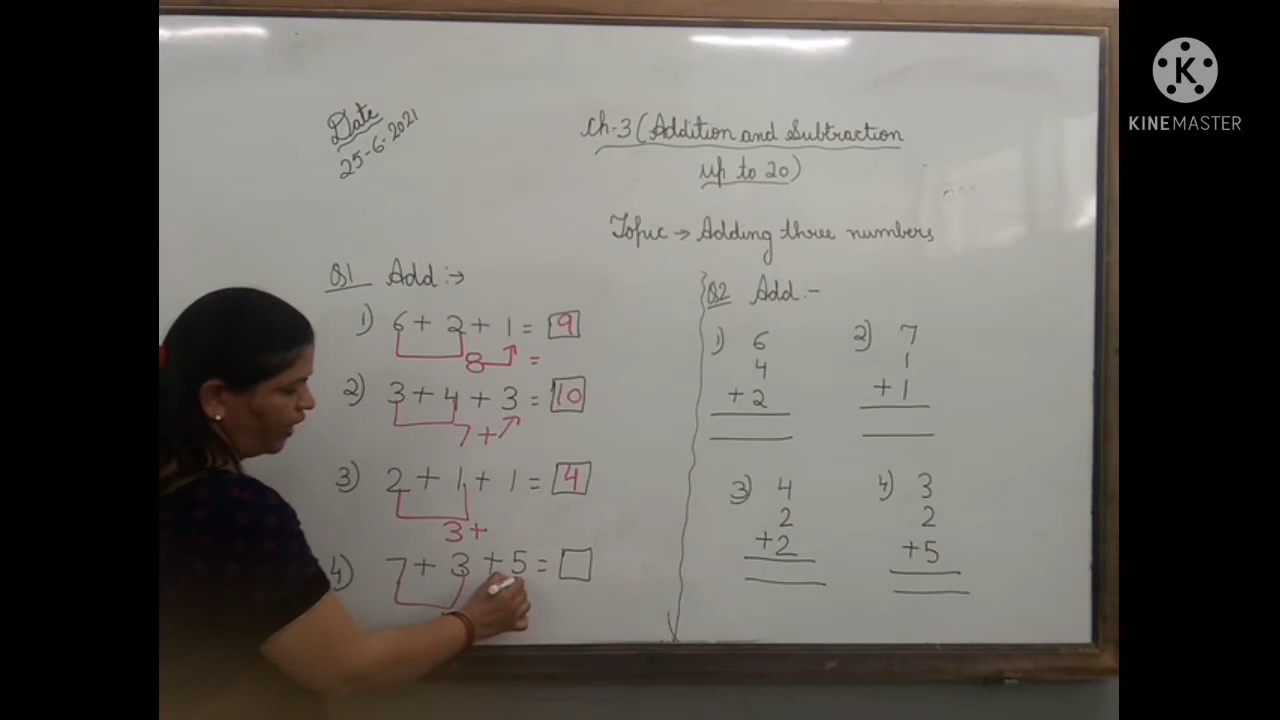 Date
25-6-2021
Ch-3 (Addition and Subtraction
up to 20)
Topic → Adding three numbers
Q1 Add :→
1) 6 + 2 + 1 = 9
8 =
2) 3 + 4 + 3 = 10
7 +
3) 2 + 1 + 1 = 4
3 +
4) 7 + 3 + 5 =
Q2 Add :-
1) 6
4
+ 2
2) 7
1
+ 1
3) 4
2
+2
4) 3
2
+5
K
KINEMASTER